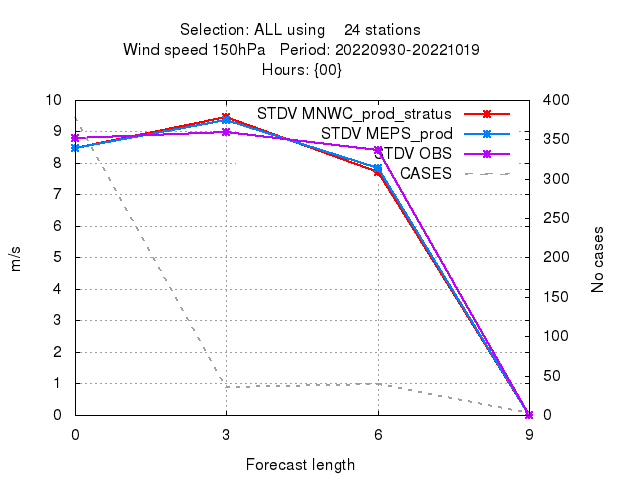 Selection: ALL using    24 stations
Wind speed 150hPa   Period: 20220930-20221019
Hours: {00}
10
9
8
7
6
5
4
3
2
1
0
m/s
STDV MNWC_prod_stratus
STDV MEPS_prod
STDV OBS
CASES
400
350
300
250
200
150
100
50
0
No cases
0
3
6
9
Forecast length